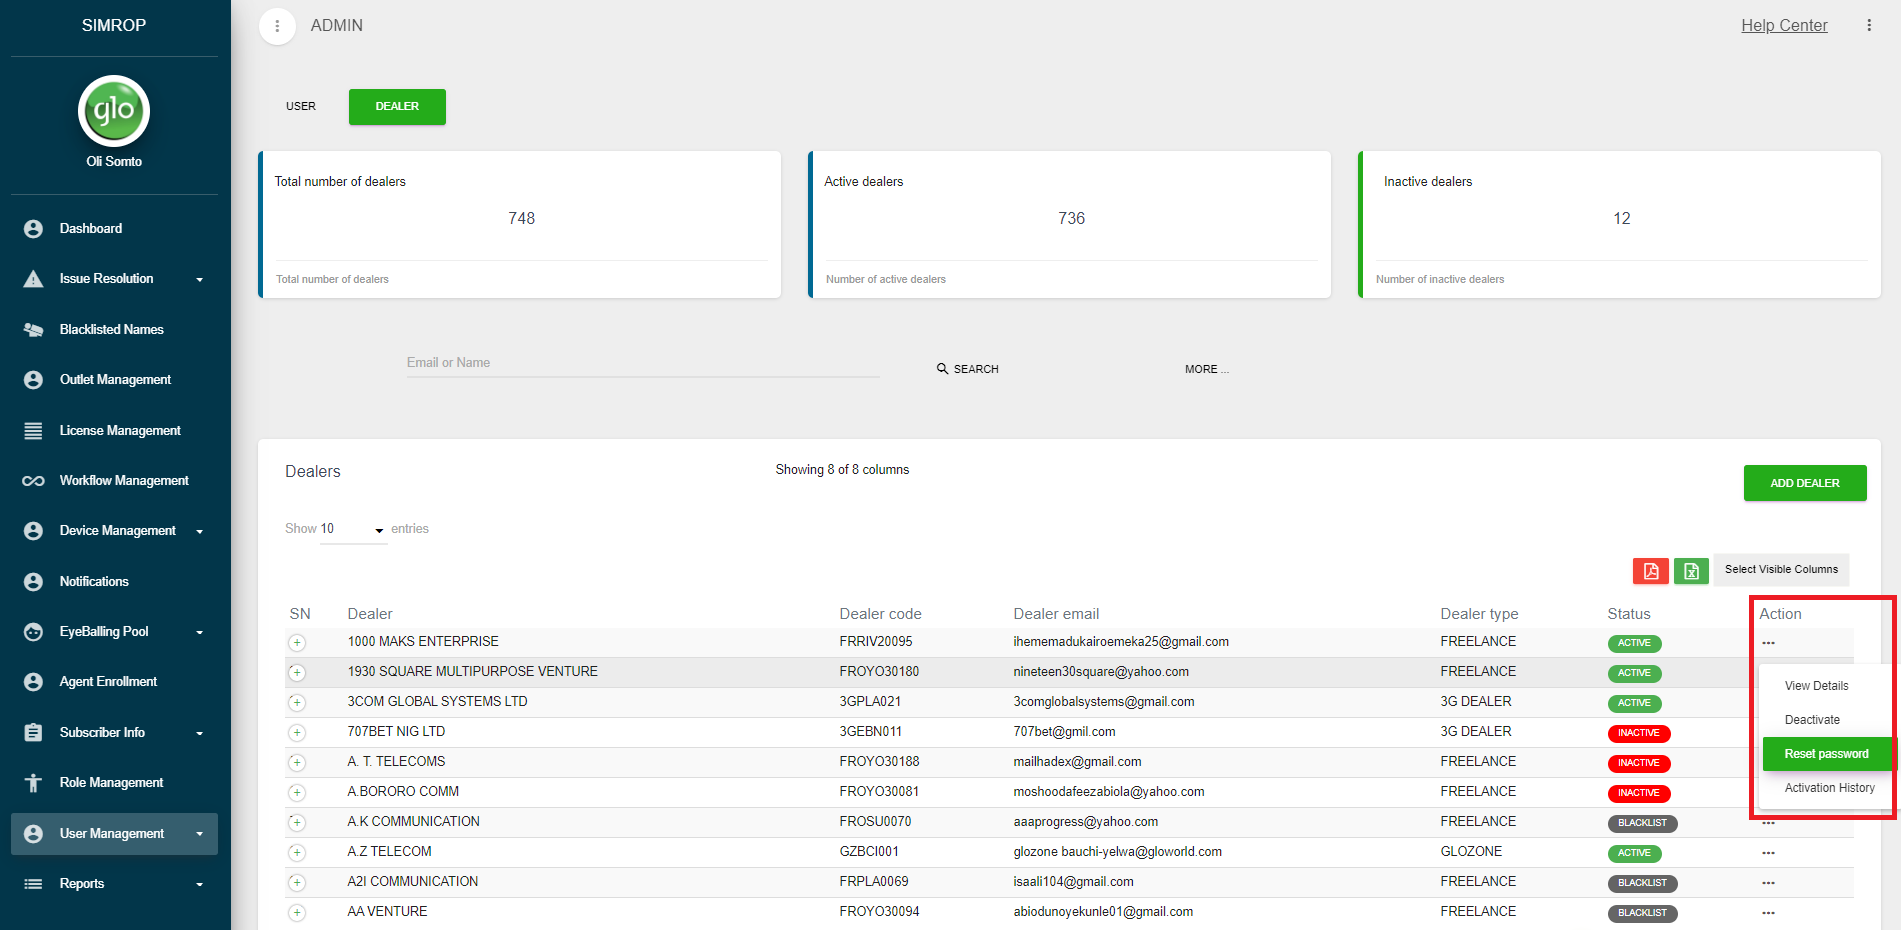 SIMROP
glo
Oli Somto
Dashboard
Issue Resolution
Blacklisted Names
Outlet Management
License Management
Workflow Management
Device Management
Notifications
EyeBalling Pool
Agent Enrollment
Subscriber Info
Role Management
User Management
Reports
ADMIN
Help Center
USER
DEALER
Total number of dealers
748
Total number of dealers
Active dealers
736
Number of active dealers
Inactive dealers
12
Number of inactive dealers
Email or Name
SEARCH
MORE ...
Dealers
Showing 8 of 8 columns
ADD DEALER
Show 10 entries
Select Visible Columns
SN Dealer Dealer code Dealer email Dealer type Status Action
1000 MAKS ENTERPRISE FRRIV20095 ihememadukairoemeka25@gmail.com FREELANCE ACTIVE
1930 SQUARE MULTIPURPOSE VENTURE FROYO30180 nineteen30square@yahoo.com FREELANCE ACTIVE
3COM GLOBAL SYSTEMS LTD 3GPLA021 3comglobalsystems@gmail.com 3G DEALER ACTIVE
707BET NIG LTD 3GEBN011 707bet@gmil.com 3G DEALER INACTIVE
A. T. TELECOMS FROYO30188 mailhadex@gmail.com FREELANCE INACTIVE
A.BORORO COMM FROYO30081 moshoodafeezabiola@yahoo.com FREELANCE INACTIVE
A.K COMMUNICATION FROSU0070 aaaprogress@yahoo.com FREELANCE BLACKLIST
A.Z TELECOM GZBCI001 glozone bauchi-yelwa@gloworld.com GLOZONE ACTIVE
A2I COMMUNICATION FRPLA0069 isaali104@gmail.com FREELANCE BLACKLIST
AA VENTURE FROYO30094 abiodunoyekunle01@gmail.com FREELANCE BLACKLIST
View Details
Deactivate
Reset password
Activation History